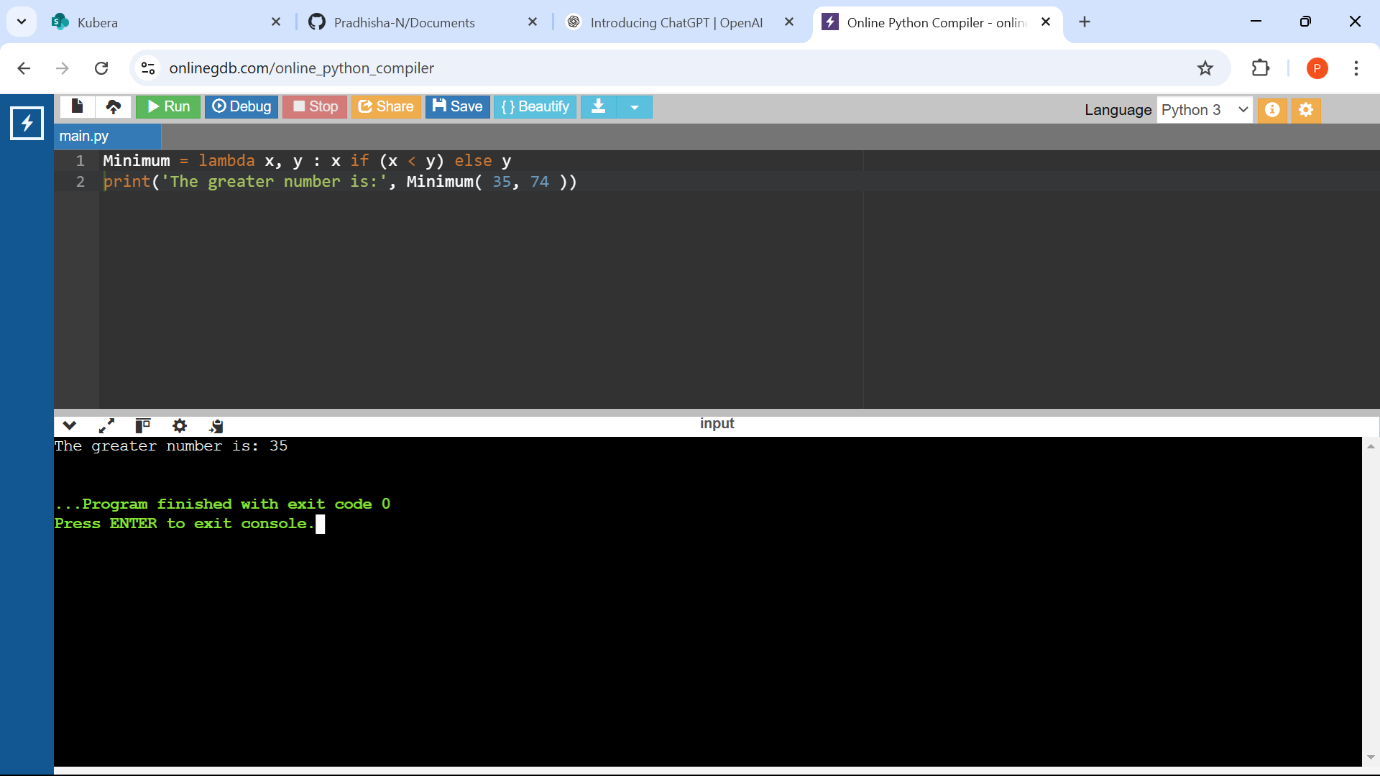 Kubera
Pradhisha-N/Documents
Introducing ChatGPT | OpenAI
Online Python Compiler - onlin
onlinegdb.com/online_python_compiler
P
Run Debug Stop Share Save { } Beautify
Language Python 3
main.py
1 Minimum = lambda x, y : x if (x < y) else y
2 print('The greater number is:', Minimum( 35, 74 ))
input
The greater number is: 35
...Program finished with exit code 0
Press ENTER to exit console.